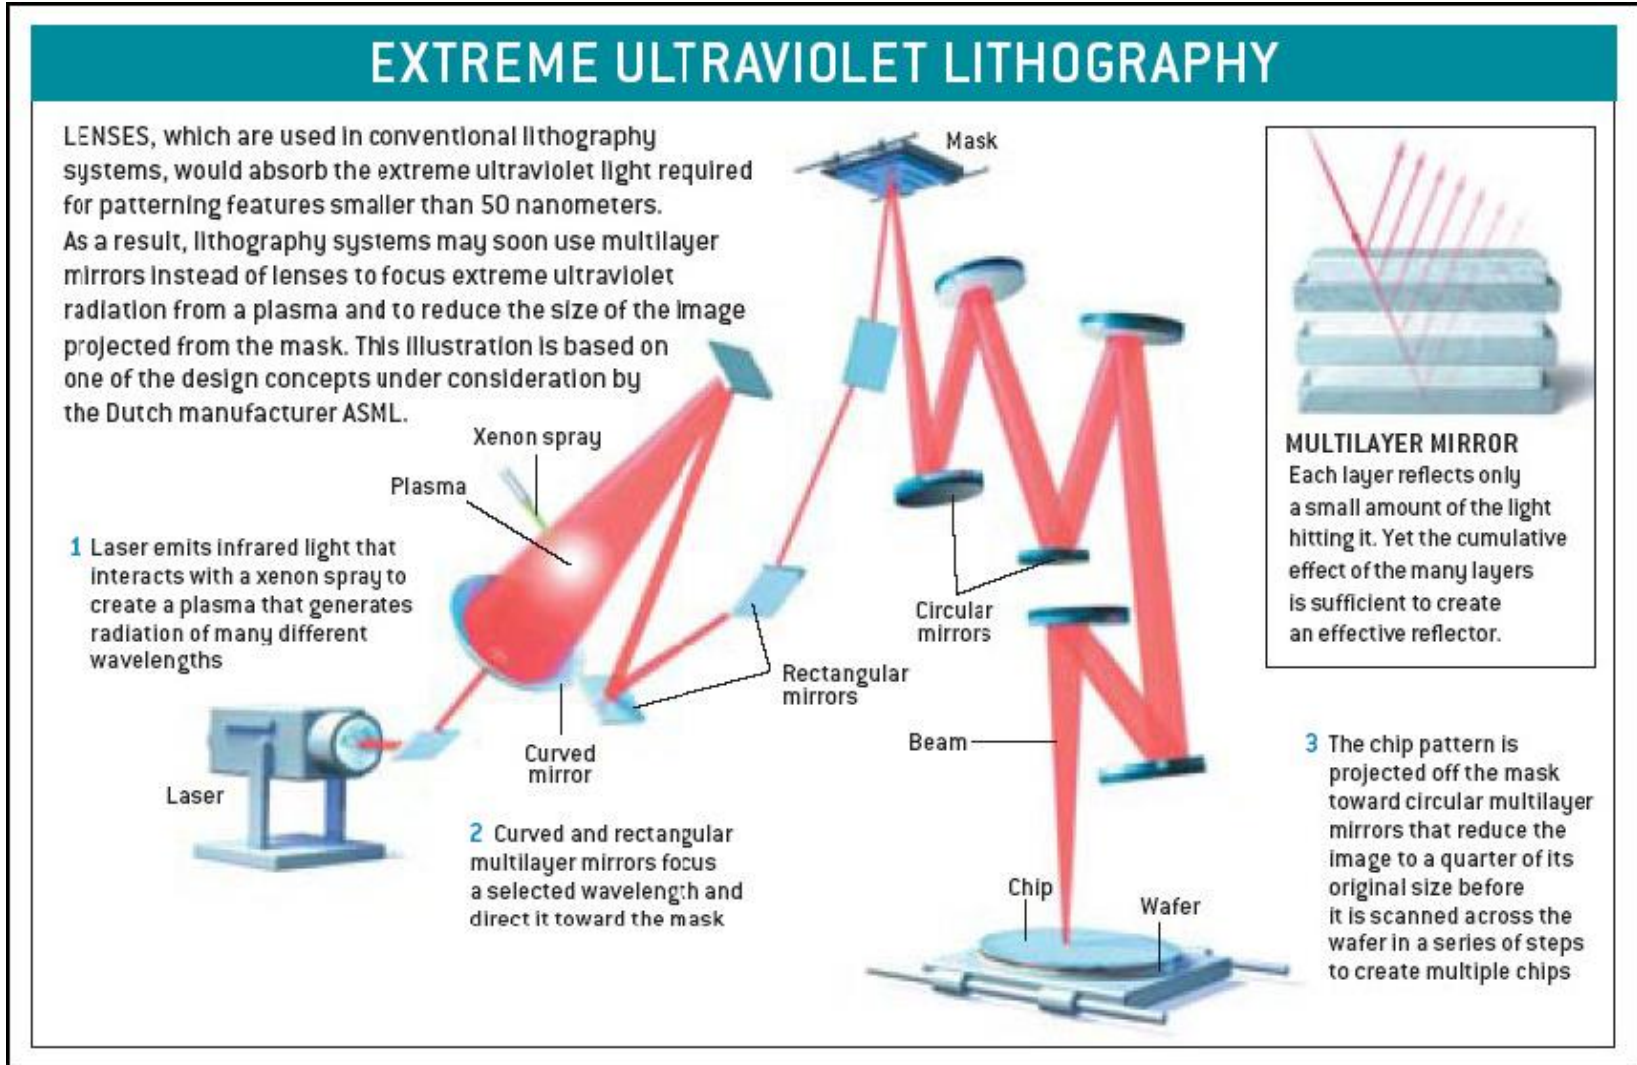 EXTREME ULTRAVIOLET LITHOGRAPHY
LENSES, which are used in conventional lithography
systems, would absorb the extreme ultraviolet light required
for patterning features smaller than 50 nanometers.
As a result, lithography systems may soon use multilayer
mirrors instead of lenses to focus extreme ultraviolet
radiation from a plasma and to reduce the size of the image
projected from the mask. This illustration is based on
one of the design concepts under consideration by
the Dutch manufacturer ASML.
Mask
Xenon spray
Plasma
1 Laser emits infrared light that
interacts with a xenon spray to
create a plasma that generates
radiation of many different
wavelengths
Laser
Curved
mirror
Rectangular
mirrors
2 Curved and rectangular
multilayer mirrors focus
a selected wavelength and
direct it toward the mask
Circular
mirrors
Beam
Chip
Wafer
MULTILAYER MIRROR
Each layer reflects only
a small amount of the light
hitting it. Yet the cumulative
effect of the many layers
is sufficient to create
an effective reflector.
3 The chip pattern is
projected off the mask
toward circular multilayer
mirrors that reduce the
image to a quarter of its
original size before
it is scanned across the
wafer in a series of steps
to create multiple chips